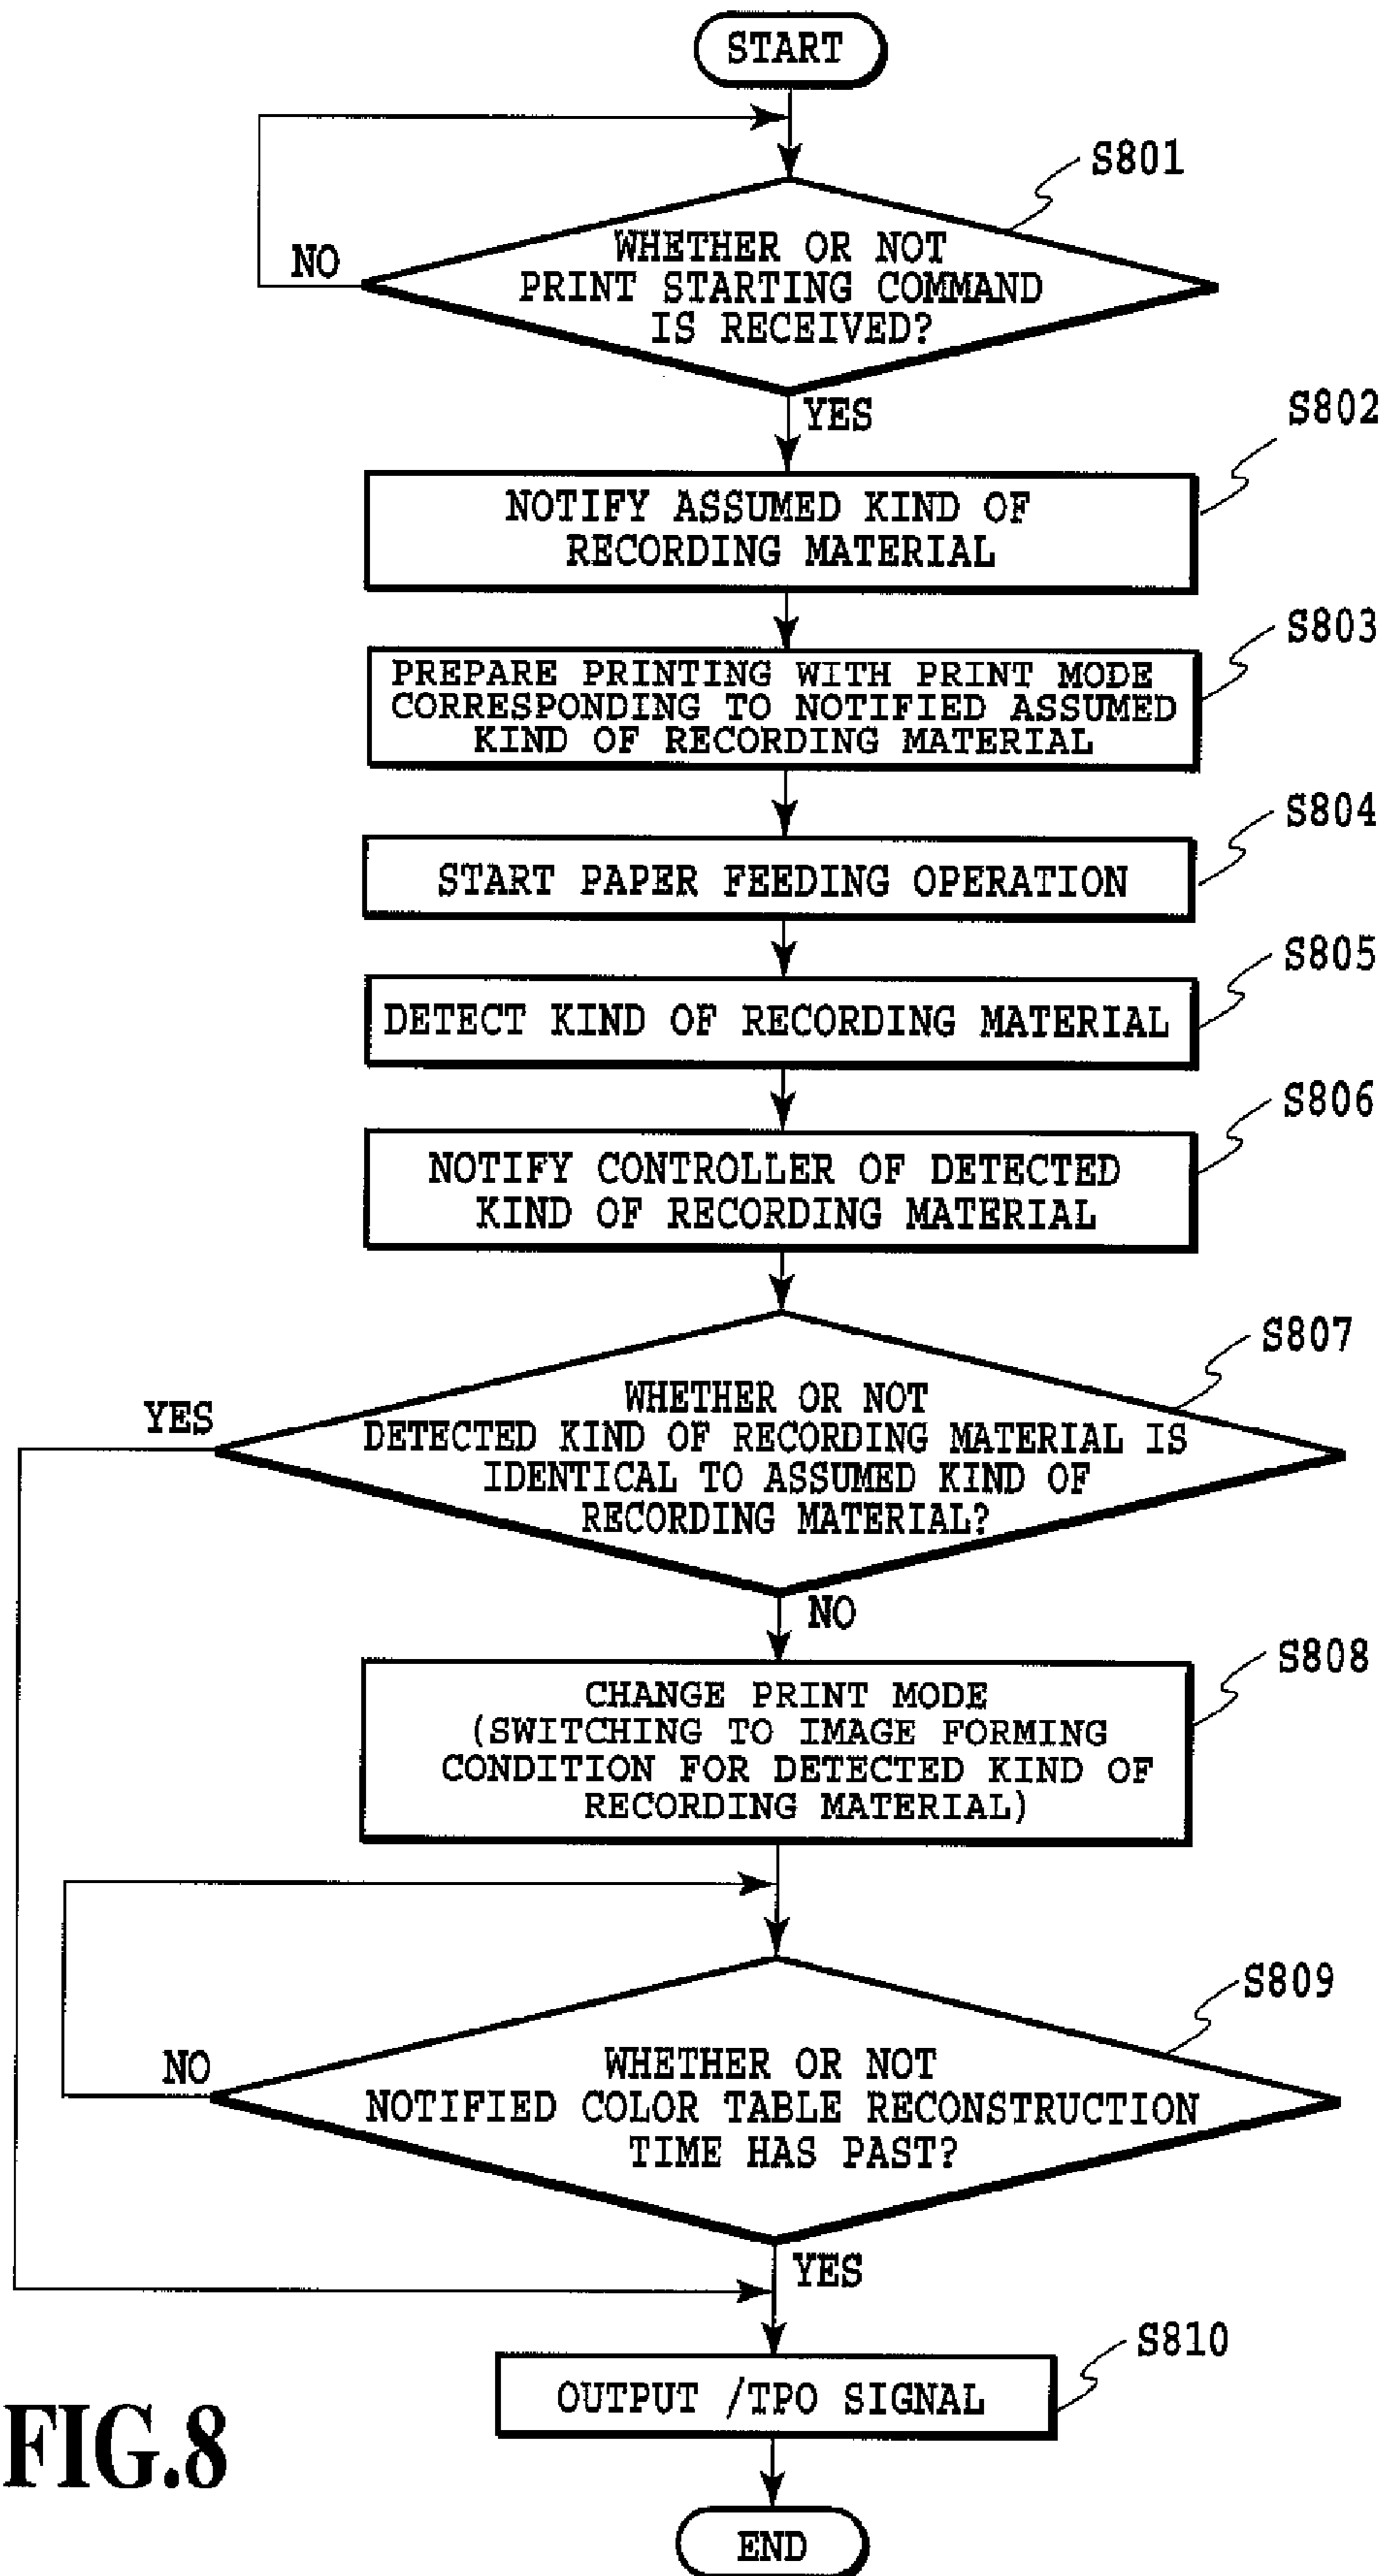 START
S801
WHETHER OR NOT
PRINT STARTING COMMAND
IS RECEIVED?
NO
YES
S802
NOTIFY ASSUMED KIND OF
RECORDING MATERIAL
S803
PREPARE PRINTING WITH PRINT MODE
CORRESPONDING TO NOTIFIED ASSUMED
KIND OF RECORDING MATERIAL
S804
START PAPER FEEDING OPERATION
S805
DETECT KIND OF RECORDING MATERIAL
S806
NOTIFY CONTROLLER OF DETECTED
KIND OF RECORDING MATERIAL
S807
WHETHER OR NOT
DETECTED KIND OF RECORDING MATERIAL IS
IDENTICAL TO ASSUMED KIND OF
RECORDING MATERIAL?
YES
NO
S808
CHANGE PRINT MODE
(SWITCHING TO IMAGE FORMING
CONDITION FOR DETECTED KIND OF
RECORDING MATERIAL)
S809
WHETHER OR NOT
NOTIFIED COLOR TABLE RECONSTRUCTION
TIME HAS PAST?
NO
YES
S810
OUTPUT /TPO SIGNAL
FIG.8
END